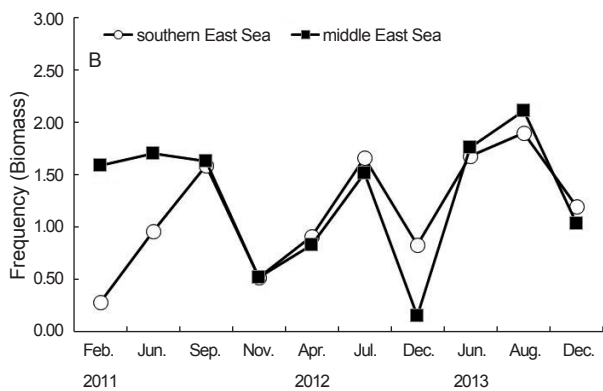 B
southern East Sea middle East Sea
Frequency (Biomass)
3.00
2.50
2.00
1.50
1.00
0.50
0.00
Feb. Jun. Sep. Nov. Apr. Jul. Dec. Jun. Aug. Dec.
2011 2012 2013